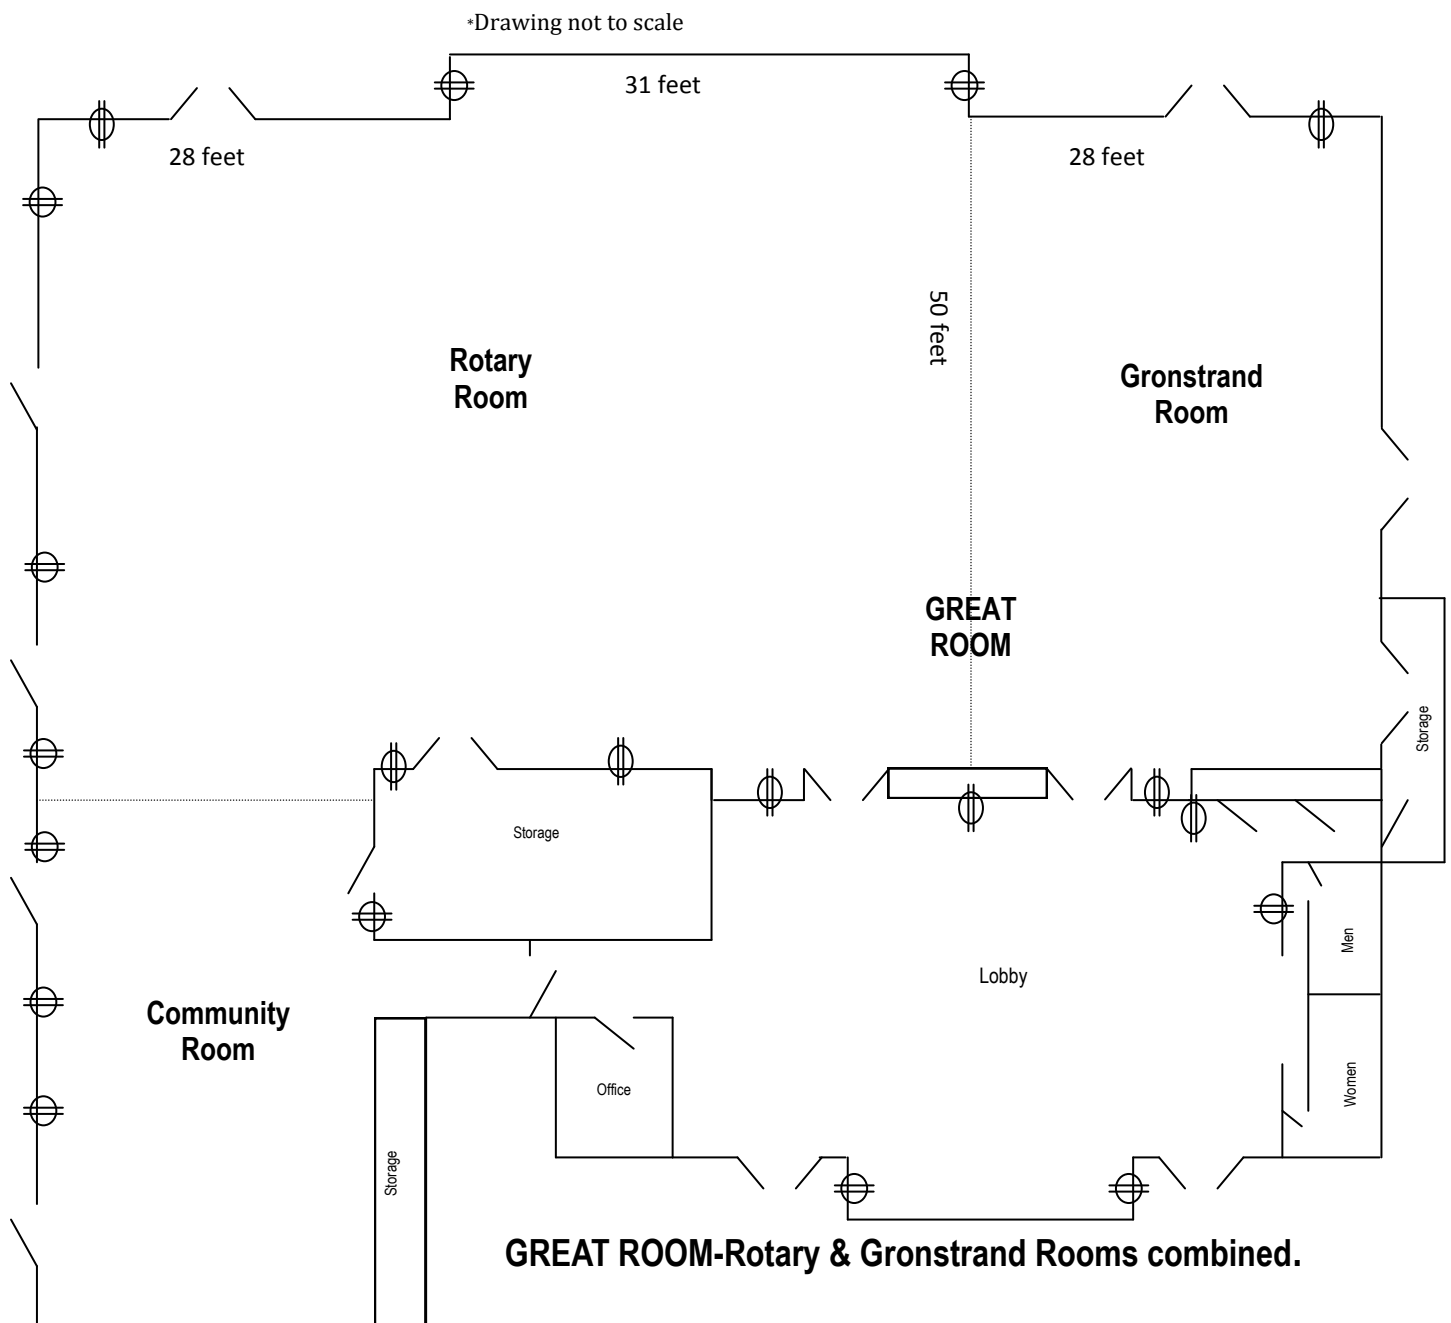 *Drawing not to scale
31 feet
28 feet
28 feet
50 feet
Rotary
Room
Gronstrand
Room
GREAT
ROOM
Storage
Storage
Men
Lobby
Community
Room
Office
Women
Storage
GREAT ROOM-Rotary & Gronstrand Rooms combined.